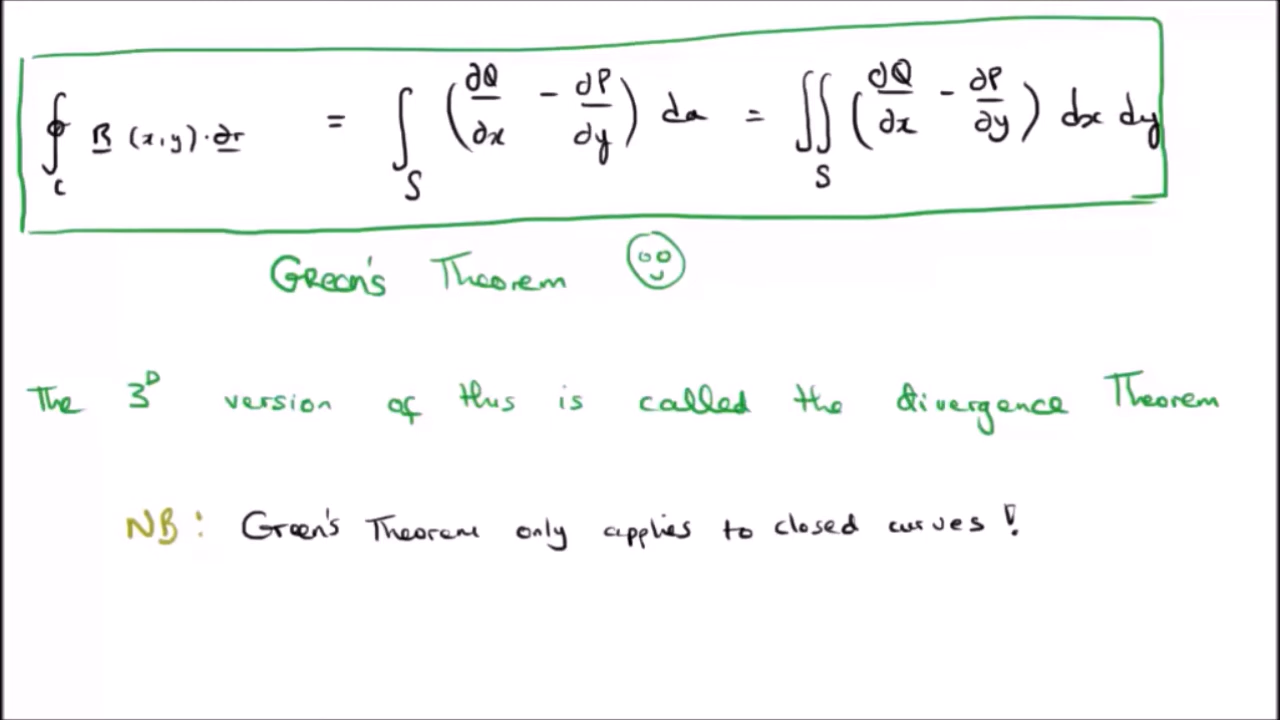 ∮_C B (x,y)·∂r = ∫_S (∂Q/∂x - ∂P/∂y) da = ∬_S (∂Q/∂x - ∂P/∂y) dx dy
Green's Theorem
The 3D version of this is called the divergence Theorem
NB: Green's Theorem only applies to closed curves!